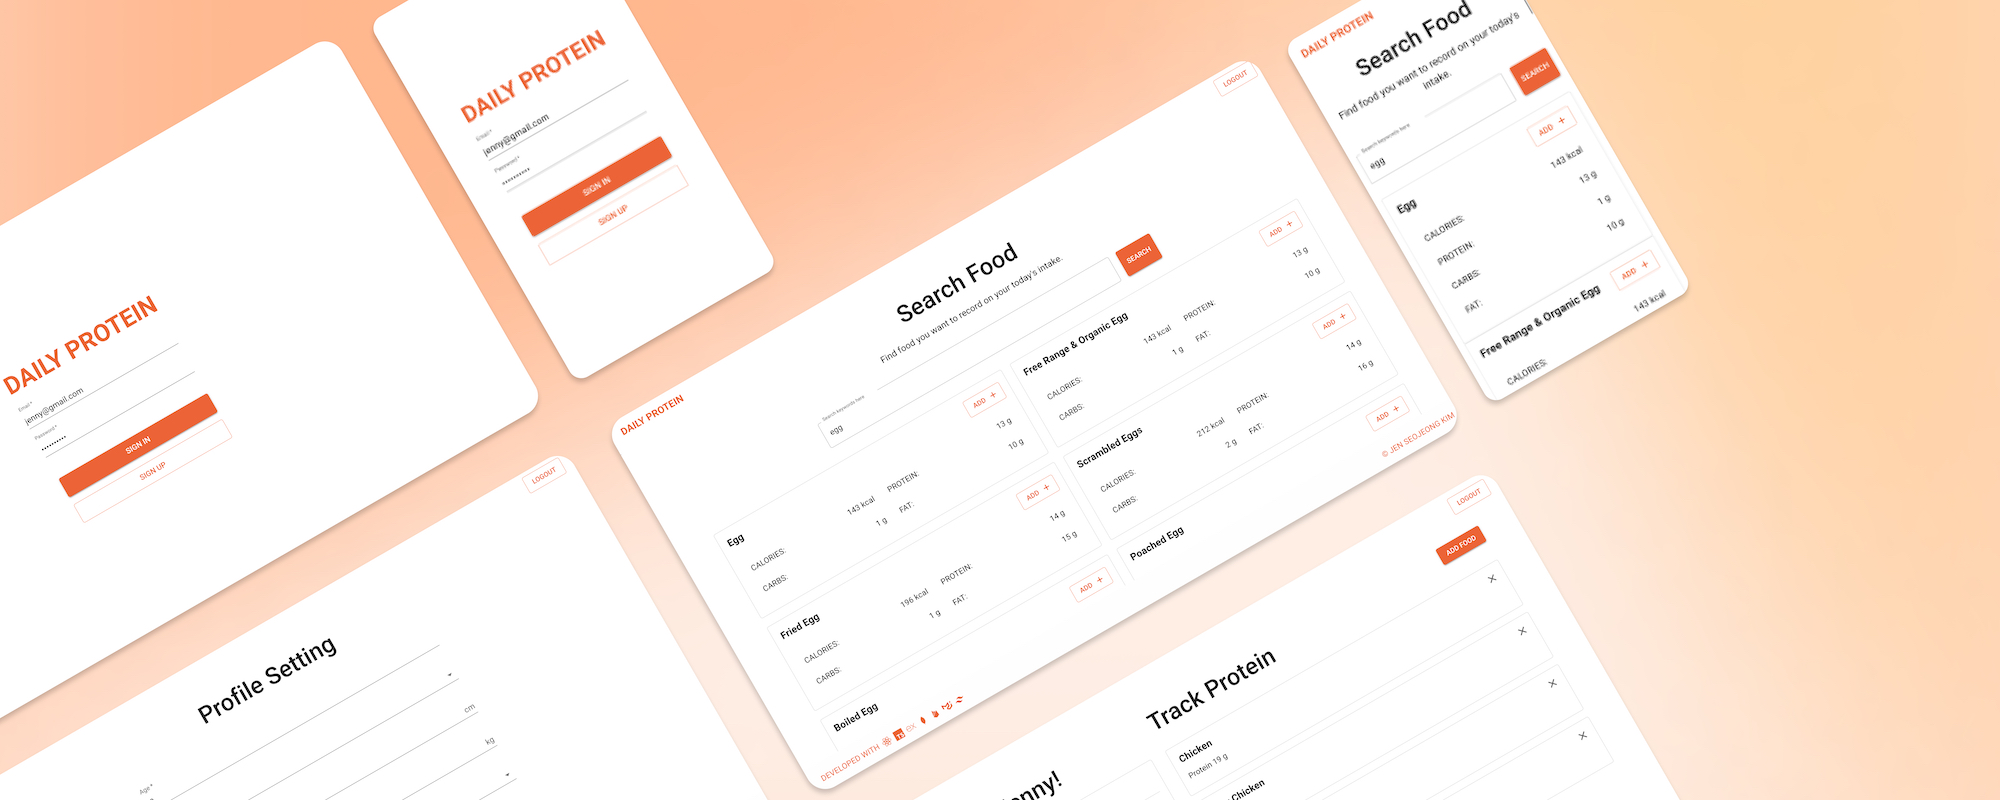 DAILY PROTEIN
Email *
jenny@gmail.com
Password *
SIGN IN
SIGN UP
DAILY PROTEIN
Email *
jenny@gmail.com
Password *
SIGN IN
SIGN UP
LOGOUT
Profile Setting
Age *
cm
kg
DAILY PROTEIN
LOGOUT
Search Food
Find food you want to record on your today's intake.
Search keywords here
egg
SEARCH
Egg
ADD +
CALORIES: 143 kcal PROTEIN: 13 g
CARBS: 1 g FAT: 10 g
Free Range & Organic Egg
ADD +
CALORIES: 143 kcal PROTEIN: 13 g
CARBS: 1 g FAT: 10 g
Fried Egg
ADD +
CALORIES: 196 kcal PROTEIN: 14 g
CARBS: 1 g FAT: 15 g
Scrambled Eggs
ADD +
CALORIES: 212 kcal PROTEIN: 14 g
CARBS: 2 g FAT: 16 g
Boiled Egg
ADD +
Poached Egg
ADD +
DEVELOPED WITH
© JEN SEOJEONG KIM
DAILY PROTEIN
Search Food
Find food you want to record on your today's
intake.
Search keywords here
egg
SEARCH
ADD +
Egg
CALORIES: 143 kcal
PROTEIN: 13 g
CARBS: 1 g
FAT: 10 g
ADD +
Free Range & Organic Egg
CALORIES: 143 kcal
LOGOUT
ADD FOOD
Track Protein
Chicken
Protein 19 g
Chicken